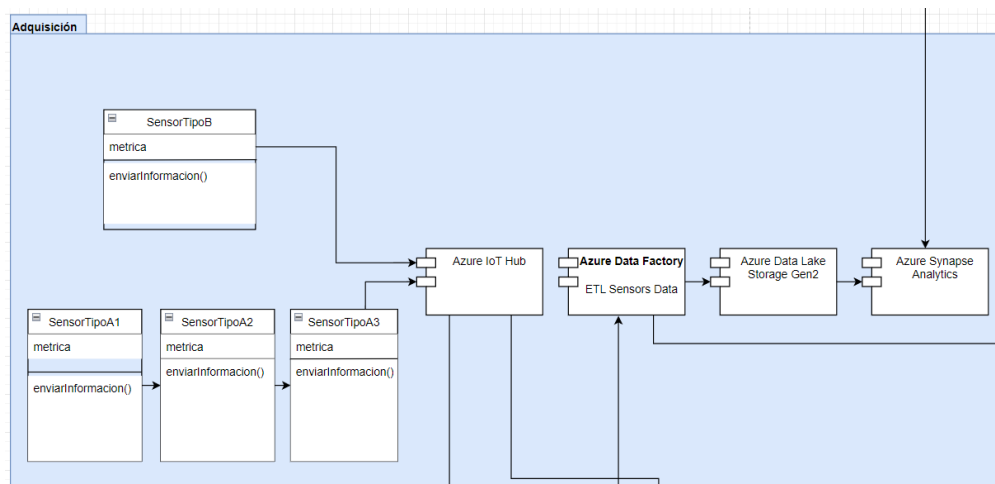 Adquisición
SensorTipoB
metrica
enviarInformacion()
Azure IoT Hub
Azure Data Factory
ETL Sensors Data
Azure Data Lake
Storage Gen2
Azure Synapse
Analytics
SensorTipoA1
metrica
enviarInformacion()
SensorTipoA2
metrica
enviarInformacion()
SensorTipoA3
metrica
enviarInformacion()